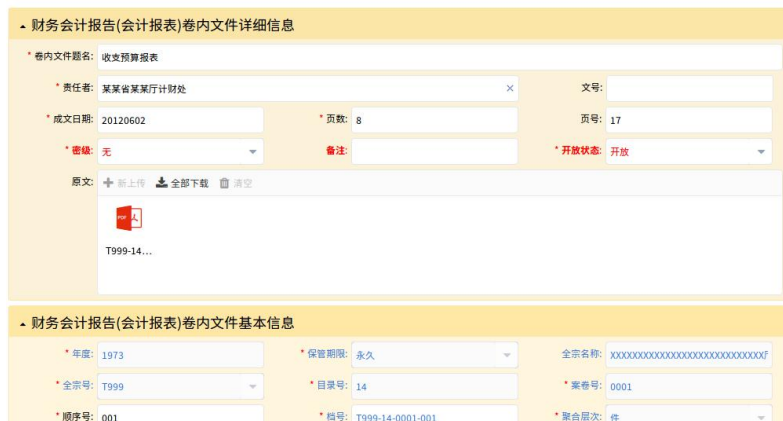 财务会计报告(会计报表)卷内文件详细信息
* 卷内文件题名: 收支预算报表
* 责任者: 某某省某某厅计财处 × 文号:
* 成文日期: 20120602 * 页数: 8 页号: 17
* 密级: 无 备注: * 开放状态: 开放
原文: 新上传 全部下载 清空
PDF
T999-14...
财务会计报告(会计报表)卷内文件基本信息
* 年度: 1973 * 保管期限: 永久 全宗名称:
* 全宗号: T999 * 目录号: 14 * 案卷号: 0001
* 顺序号: 001 * 档号: T999-14-0001-001 * 聚合层次: 件